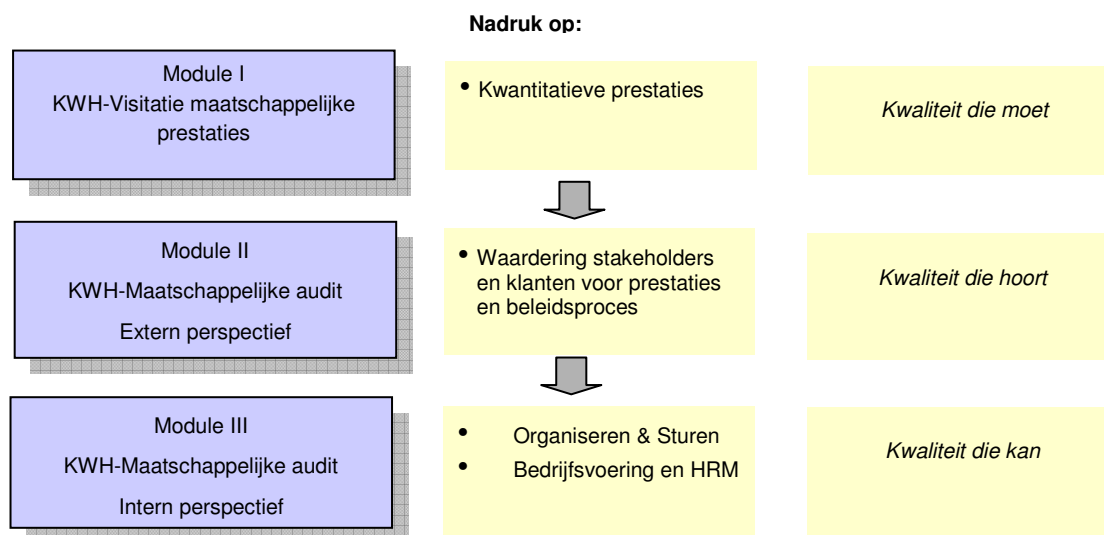 Nadruk op:
Module I
KWH-Visitatie maatschappelijke
prestaties
• Kwantitatieve prestaties
Kwaliteit die moet
Module II
KWH-Maatschappelijke audit
Extern perspectief
• Waardering stakeholders
en klanten voor prestaties
en beleidsproces
Kwaliteit die hoort
Module III
KWH-Maatschappelijke audit
Intern perspectief
• Organiseren & Sturen
• Bedrijfsvoering en HRM
Kwaliteit die kan